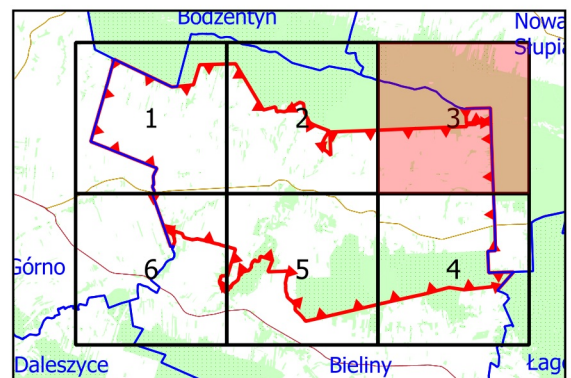 Bodzentyn
Nowa
Słupia
1
2
3
Górno
6
5
4
Daleszyce
Bieliny
Łag